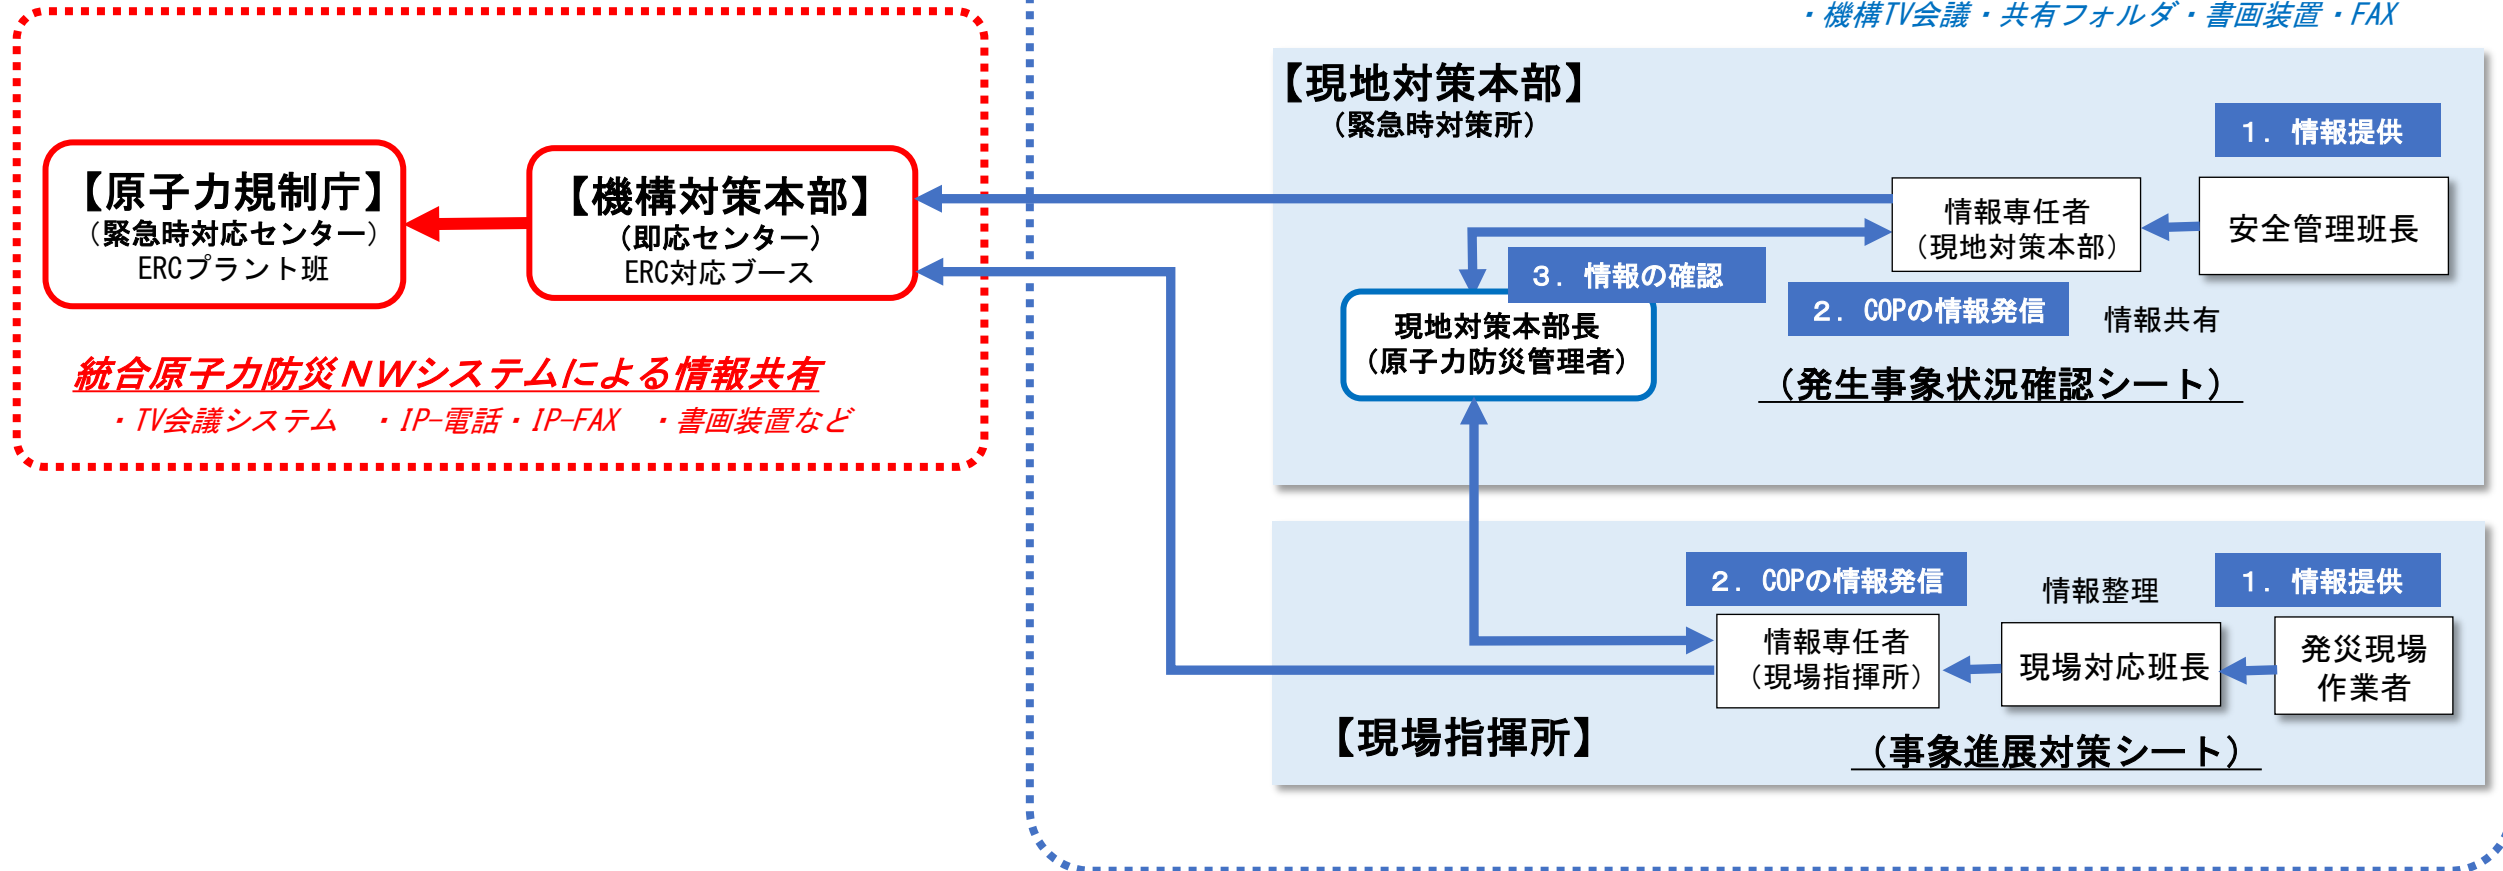 ・機構TV会議・共有フォルダ・書画装置・FAX
【原子力規制庁】
（緊急時対応センター）
ERCプラント班
【機構対策本部】
（即応センター）
ERC対応ブース
統合原子力防災ＮＷシステムによる情報共有
・TV会議システム　・IP-電話・IP-FAX　・書画装置など
【現地対策本部】
（緊急時対策所）
１．情報提供
情報専任者
（現地対策本部）
安全管理班長
３．情報の確認
２．COPの情報発信
情報共有
現地対策本部長
（原子力防災管理者）
（発生事象状況確認シート）
２．COPの情報発信
情報整理
１．情報提供
情報専任者
（現場指揮所）
現場対応班長
発災現場
作業者
【現場指揮所】
（事象進展対策シート）